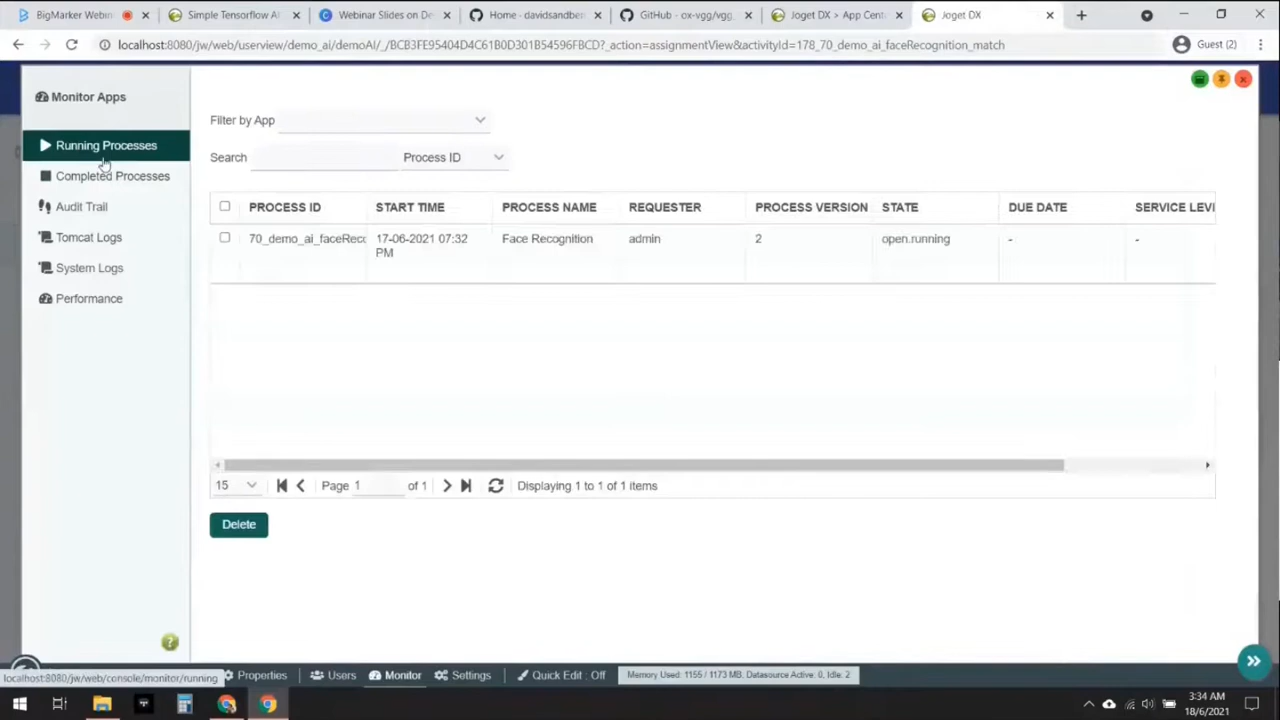 BigMarker Webin
Simple Tensorflow AI
Webinar Slides on De
Home - davidsandber
GitHub - ox-vgg/vgg_
Joget DX > App Cent
Joget DX
localhost:8080/jw/web/userview/demo_ai/demoAI/_/BCB3FE95404D4C61B0D301B54596FBCD?_action=assignmentView&activityId=178_70_demo_ai_faceRecognition_match
Guest (2)
Monitor Apps
Running Processes
Completed Processes
Audit Trail
Tomcat Logs
System Logs
Performance
Filter by App
Search Process ID
PROCESS ID START TIME PROCESS NAME REQUESTER PROCESS VERSION STATE DUE DATE SERVICE LEVI
70_demo_ai_faceRecc 17-06-2021 07:32 Face Recognition admin 2 open.running - -
PM
15 Page 1 of 1 Displaying 1 to 1 of 1 items
Delete
?
localhost:8080/jw/web/console/monitor/running
Properties Users Monitor Settings Quick Edit : Off Memory Used: 1155 / 1173 MB, Datasource Active: 0, Idle: 2
3:34 AM
18/6/2021